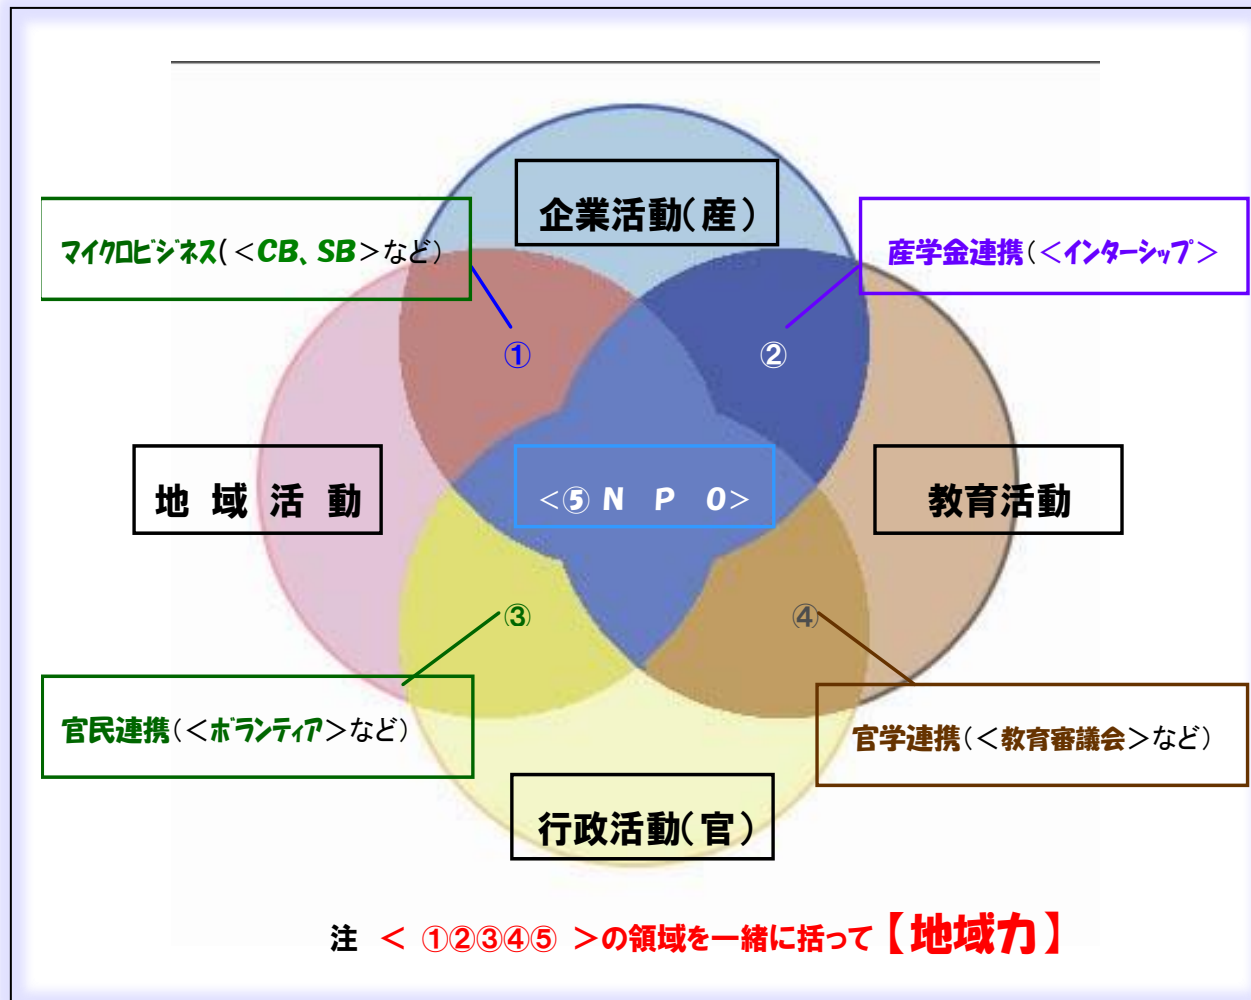 企業活動(産)
マイクロビジネス(<CB、SB>など)
産学金連携(<インターシップ>
①
②
地 域 活 動
<⑤ N P O>
教育活動
③
④
官民連携(<ボランティア>など)
官学連携(<教育審議会>など)
行政活動(官)
注 < ①②③④⑤ >の領域を一緒に括って【地域力】